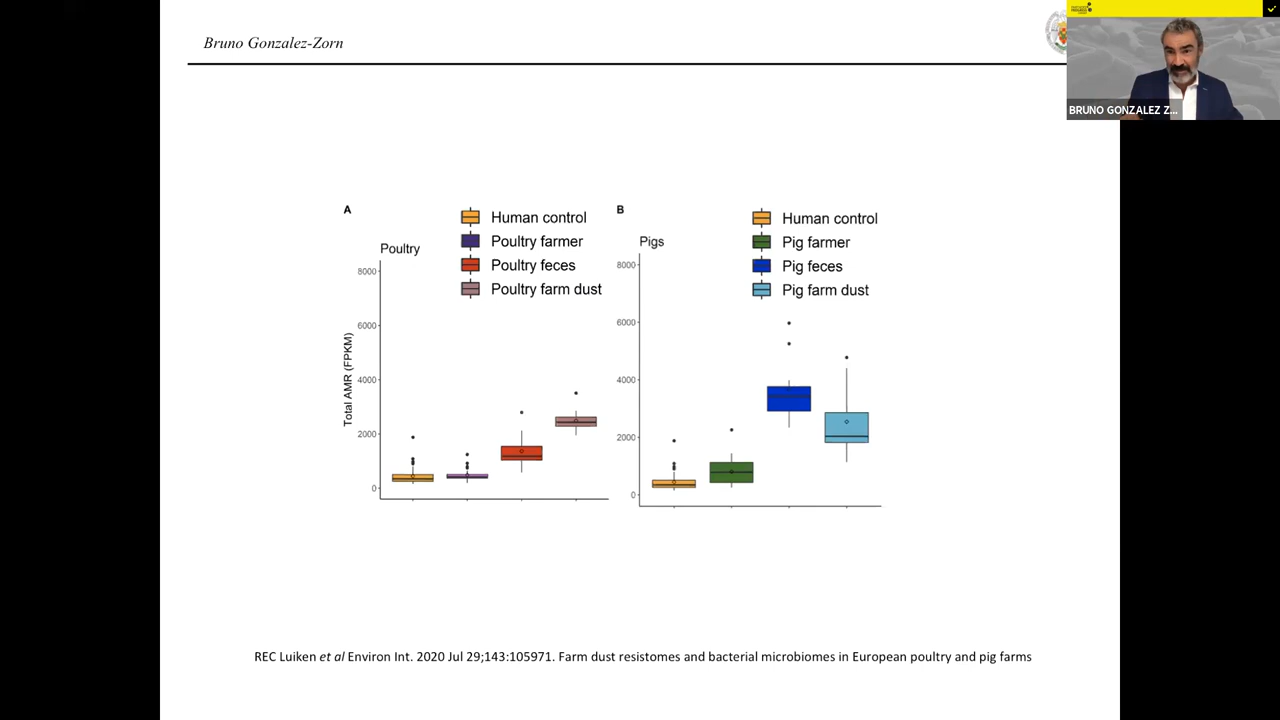 Bruno Gonzalez-Zorn
BRUNO GONZALEZ Z...
A
Human control
Poultry farmer
Poultry feces
Poultry farm dust
Poultry
8000
6000
4000
2000
0
Total AMR (FPKM)
B
Human control
Pig farmer
Pig feces
Pig farm dust
Pigs
8000
6000
4000
2000
0
REC Luiken et al Environ Int. 2020 Jul 29;143:105971. Farm dust resistomes and bacterial microbiomes in European poultry and pig farms